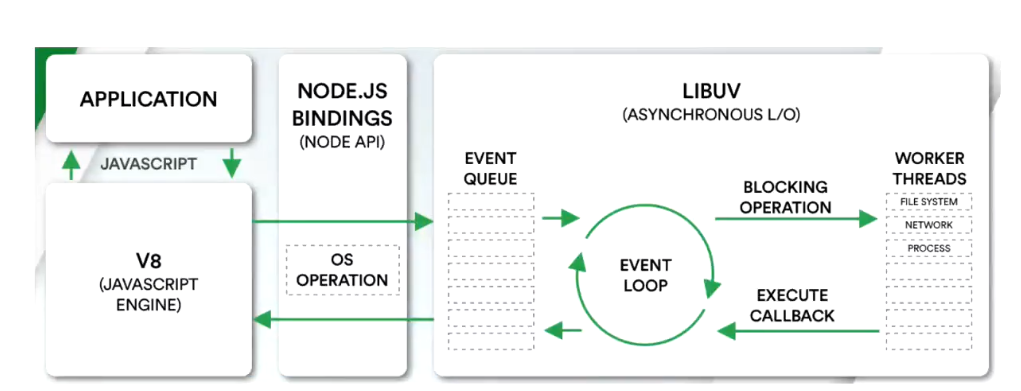 APPLICATION
JAVASCRIPT
V8
(JAVASCRIPT
ENGINE)
NODE.JS
BINDINGS
(NODE API)
OS
OPERATION
LIBUV
(ASYNCHRONOUS L/O)
EVENT
QUEUE
EVENT
LOOP
BLOCKING
OPERATION
EXECUTE
CALLBACK
WORKER
THREADS
FILE SYSTEM
NETWORK
PROCESS